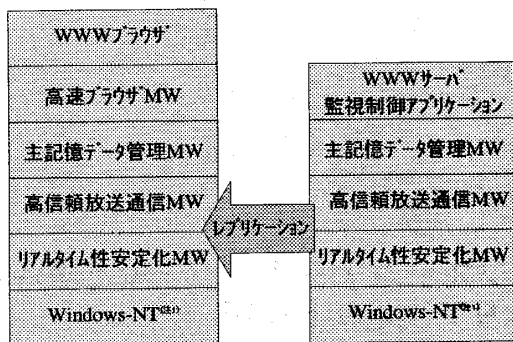 WWWブラウザ
高速ブラウザMW
主記憶データ管理MW
高信頼放送通信MW
リアルタイム性安定化MW
Windows-NT(注1)
レプリケーション
WWWサーバ
監視制御アプリケーション
主記憶データ管理MW
高信頼放送通信MW
リアルタイム性安定化MW
Windows-NT(注1)